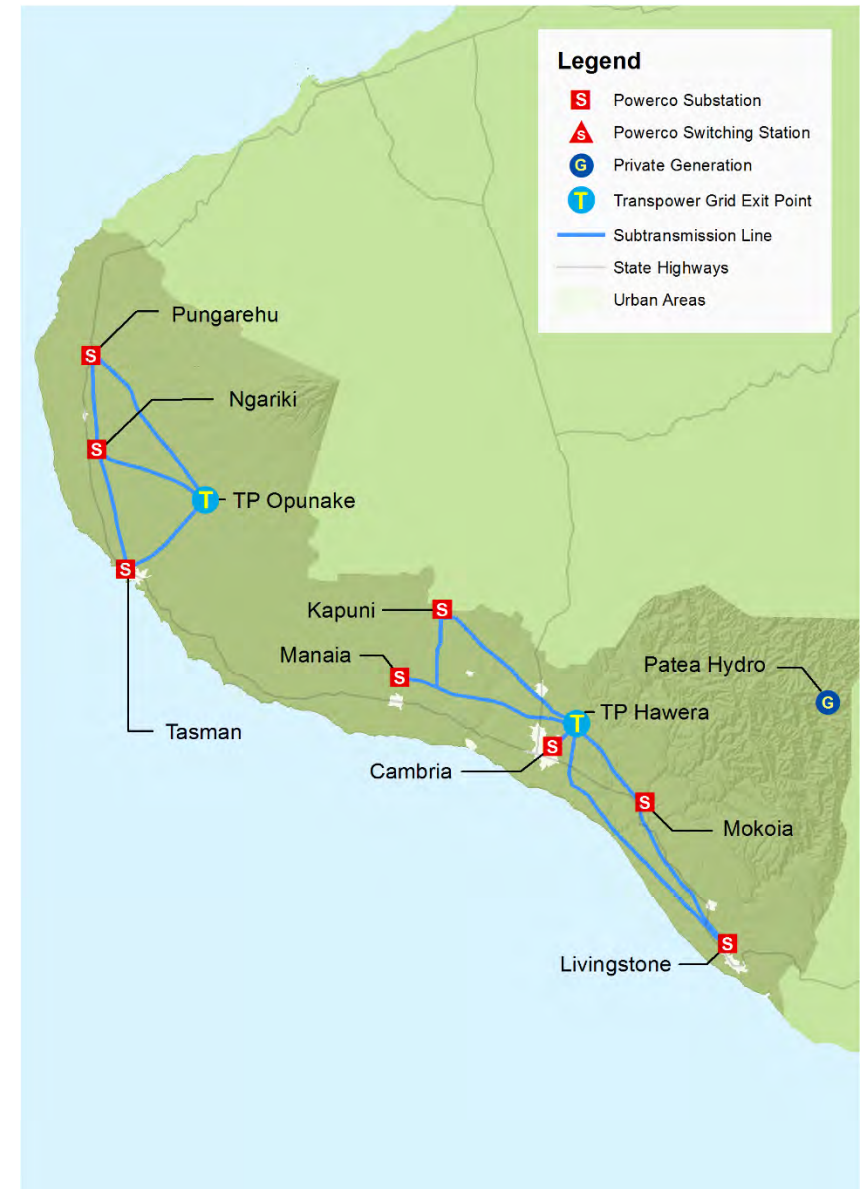 Legend
S Powerco Substation
S Powerco Switching Station
G Private Generation
T Transpower Grid Exit Point
Subtransmission Line
State Highways
Urban Areas
Pungarehu
S
Ngariki
S
T TP Opunake
S
Kapuni S
Manaia S
Patea Hydro
G
T TP Hawera
Tasman
S
Cambria
S
Mokoia
S
Livingstone